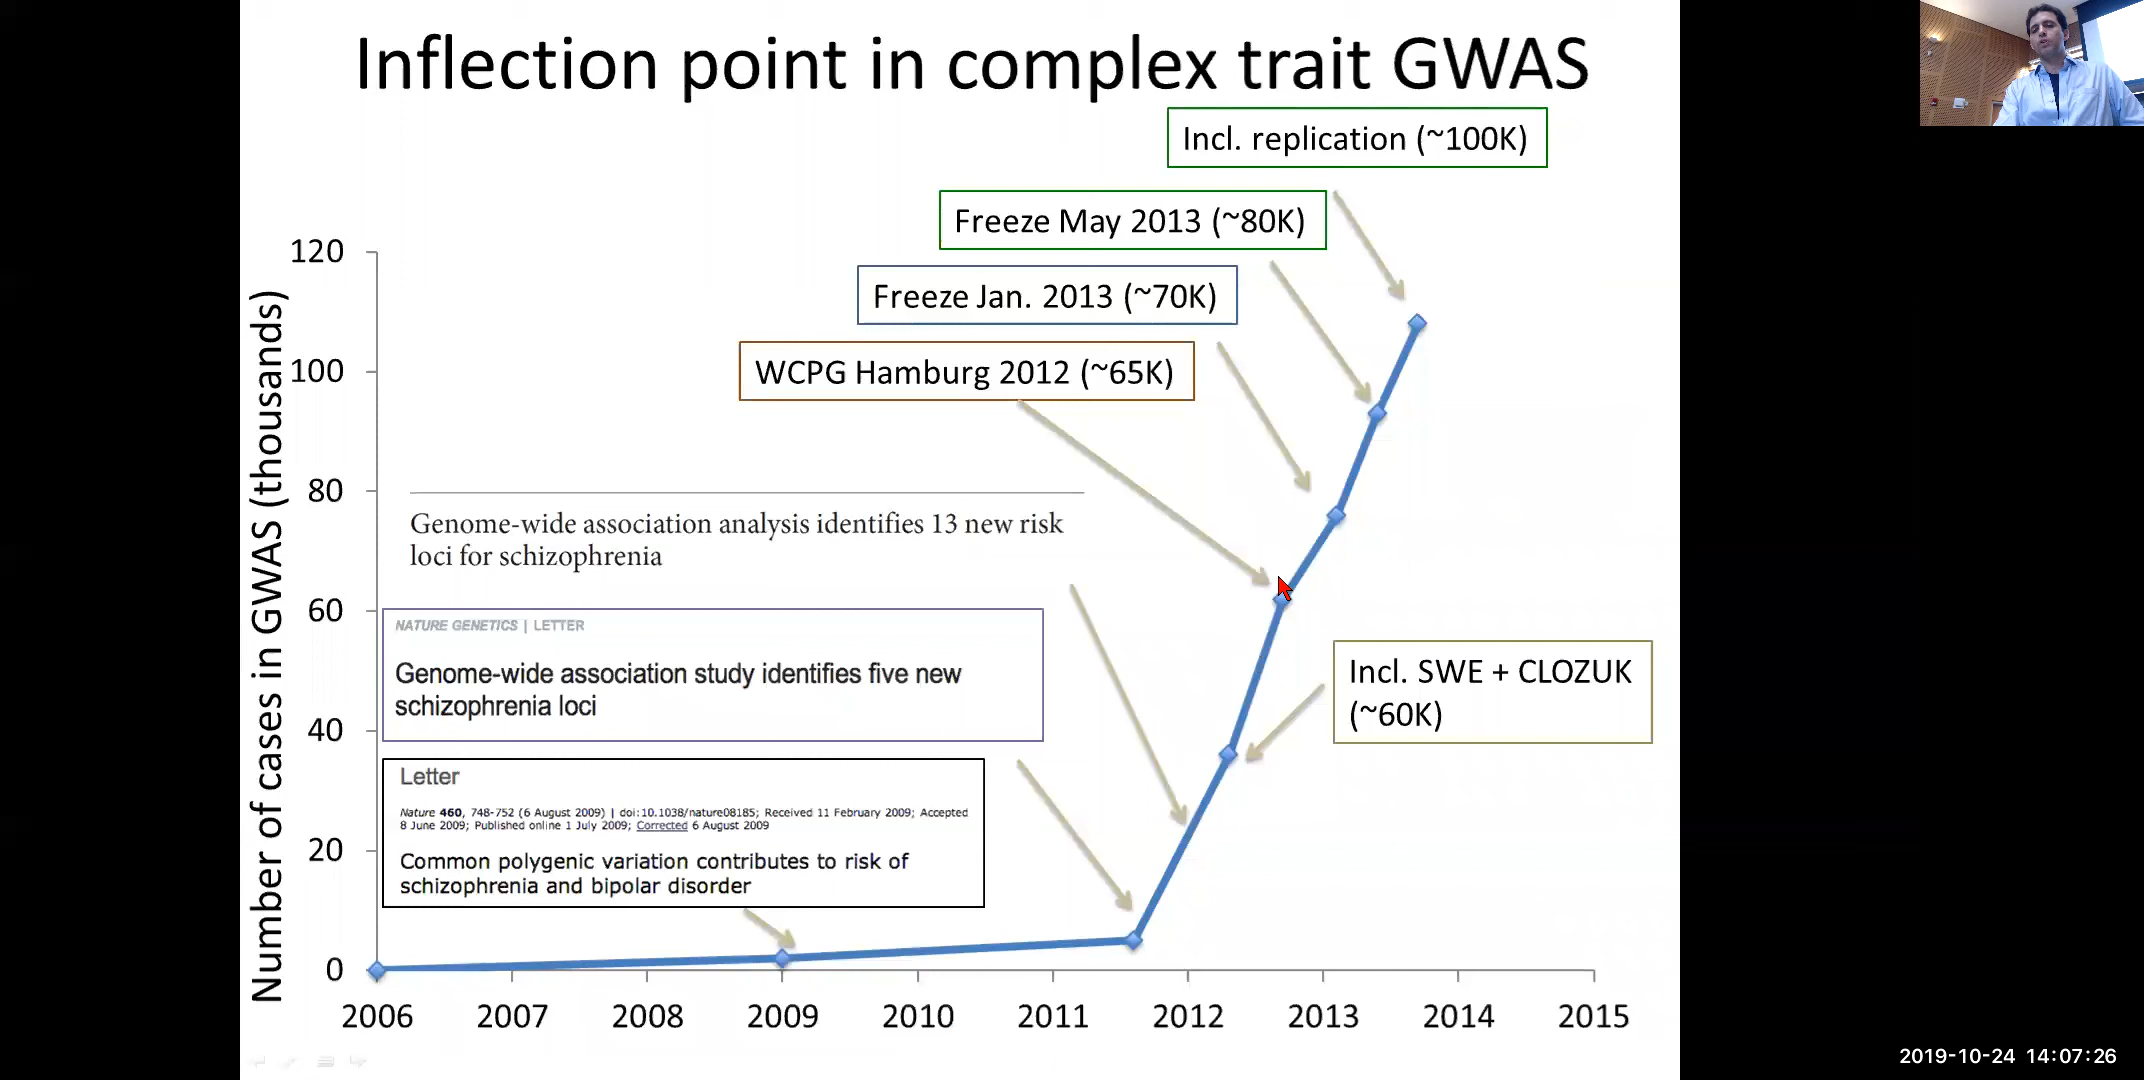 Inflection point in complex trait GWAS
Incl. replication (~100K)
Freeze May 2013 (~80K)
Freeze Jan. 2013 (~70K)
WCPG Hamburg 2012 (~65K)
Number of cases in GWAS (thousands)
120
100
80
60
40
20
0
Genome-wide association analysis identifies 13 new risk
loci for schizophrenia
NATURE GENETICS | LETTER
Genome-wide association study identifies five new
schizophrenia loci
Incl. SWE + CLOZUK
(~60K)
Letter
Nature 460, 748-752 (6 August 2009) | doi:10.1038/nature08185; Received 11 February 2009; Accepted
8 June 2009; Published online 1 July 2009; Corrected 6 August 2009
Common polygenic variation contributes to risk of
schizophrenia and bipolar disorder
2006 2007 2008 2009 2010 2011 2012 2013 2014 2015
2019-10-24 14:07:26